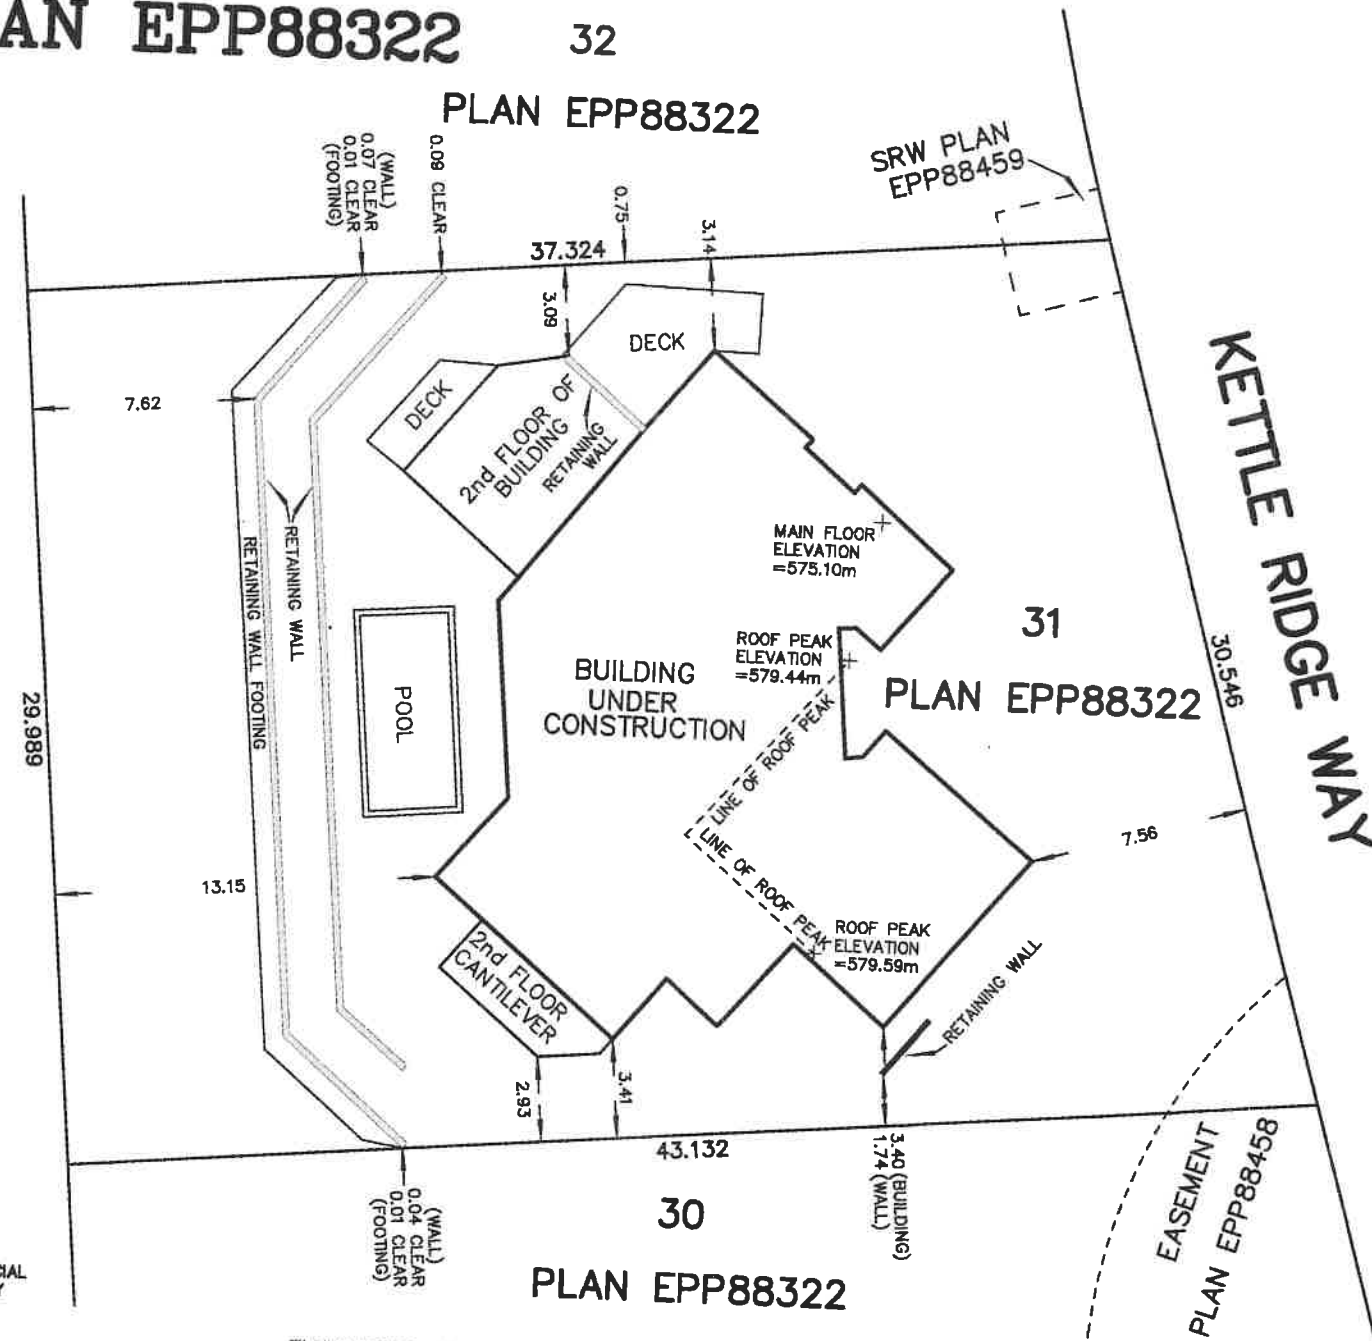 AN EPP88322
32
PLAN EPP88322
SRW PLAN
EPP88459
(WALL)
0.07 CLEAR
0.01 CLEAR
(FOOTING)
0.09 CLEAR
0.75
3.14
37.324
3.09
DECK
7.62
DECK
2nd FLOOR OF
BUILDING
RETAINING
WALL
KETTLE RIDGE WAY
MAIN FLOOR
ELEVATION
=575.10m
RETAINING WALL
RETAINING WALL FOOTING
31
PLAN EPP88322
ROOF PEAK
ELEVATION
=579.44m
30.546
BUILDING
UNDER
CONSTRUCTION
POOL
29.989
LINE OF ROOF PEAK
LINE OF ROOF PEAK
7.56
13.15
ROOF PEAK
ELEVATION
=579.59m
2nd FLOOR
CANTILEVER
RETAINING WALL
2.93
3.41
43.132
3.40 (BUILDING)
1.74 (WALL)
(WALL)
0.04 CLEAR
0.01 CLEAR
(FOOTING)
30
PLAN EPP88322
EASEMENT
PLAN EPP88458